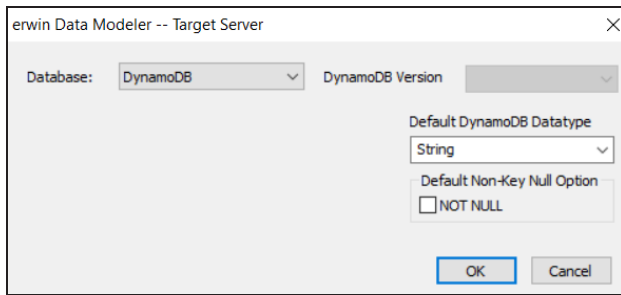 erwin Data Modeler -- Target Server
Database: DynamoDB DynamoDB Version
Default DynamoDB Datatype
String
Default Non-Key Null Option
NOT NULL
OK Cancel